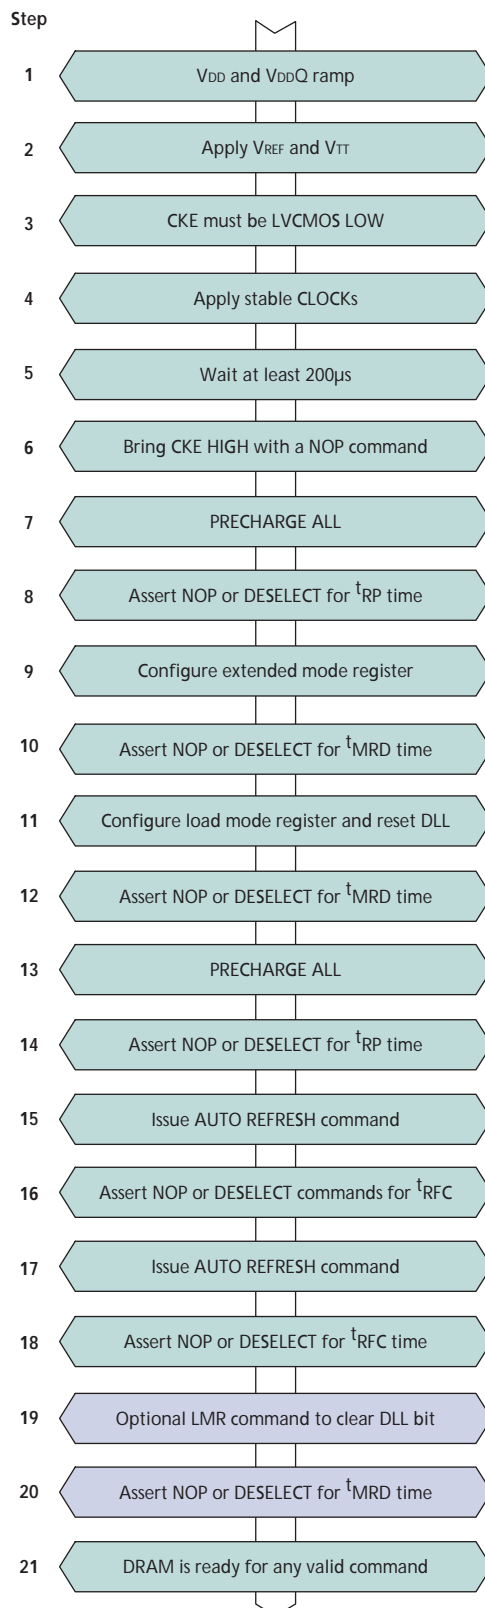 Step
1 VDD and VDDQ ramp
2 Apply VREF and VTT
3 CKE must be LVCMOS LOW
4 Apply stable CLOCKs
5 Wait at least 200µs
6 Bring CKE HIGH with a NOP command
7 PRECHARGE ALL
8 Assert NOP or DESELECT for tRP time
9 Configure extended mode register
10 Assert NOP or DESELECT for tMRD time
11 Configure load mode register and reset DLL
12 Assert NOP or DESELECT for tMRD time
13 PRECHARGE ALL
14 Assert NOP or DESELECT for tRP time
15 Issue AUTO REFRESH command
16 Assert NOP or DESELECT commands for tRFC
17 Issue AUTO REFRESH command
18 Assert NOP or DESELECT for tRFC time
19 Optional LMR command to clear DLL bit
20 Assert NOP or DESELECT for tMRD time
21 DRAM is ready for any valid command